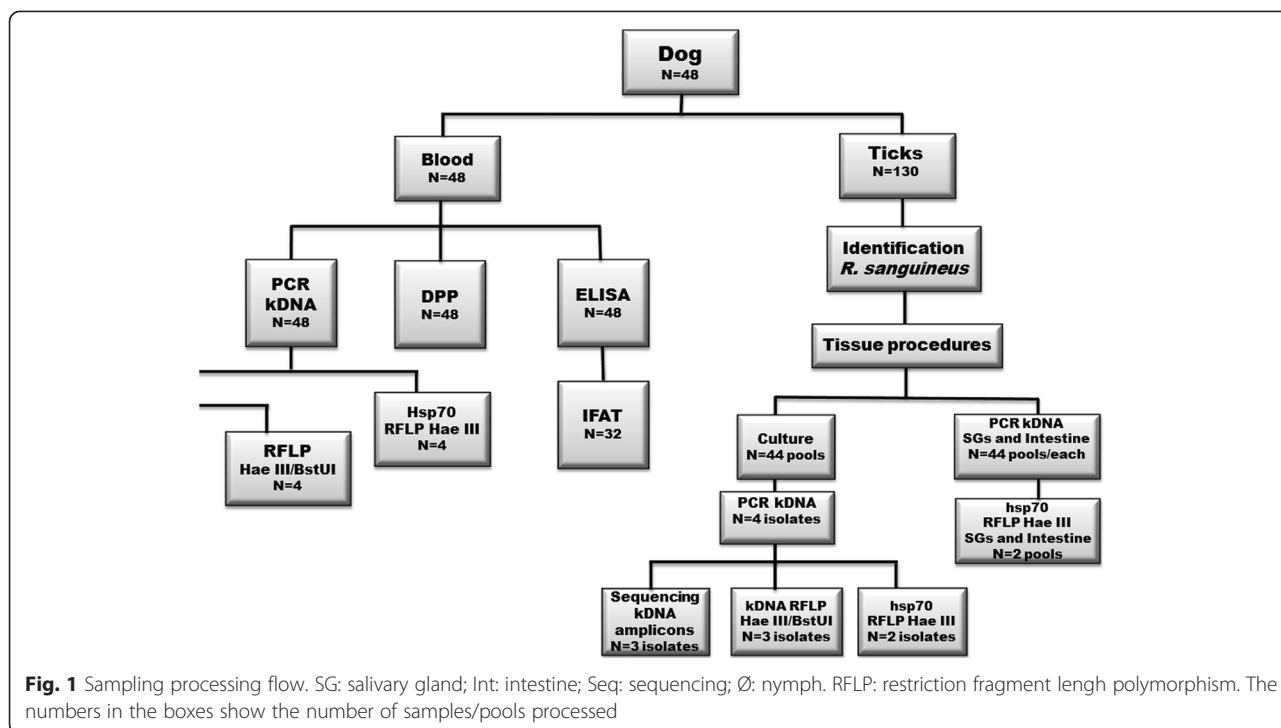 Dog
N=48
Blood
N=48
Ticks
N=130
PCR
kDNA
N=48
DPP
N=48
ELISA
N=48
Identification
R. sanguineus
Tissue procedures
Hsp70
RFLP Hae III
N=4
RFLP
Hae III/BstUI
N=4
IFAT
N=32
Culture
N=44 pools
PCR kDNA
SGs and Intestine
N=44 pools/each
PCR kDNA
N=4 isolates
hsp70
RFLP Hae III
SGs and Intestine
N=2 pools
Sequencing
kDNA
amplicons
N=3 isolates
kDNA RFLP
Hae III/BstUI
N=3 isolates
hsp70
RFLP Hae III
N=2 isolates
Fig. 1 Sampling processing flow. SG: salivary gland; Int: intestine; Seq: sequencing; Ø: nymph. RFLP: restriction fragment lengh polymorphism. The
numbers in the boxes show the number of samples/pools processed